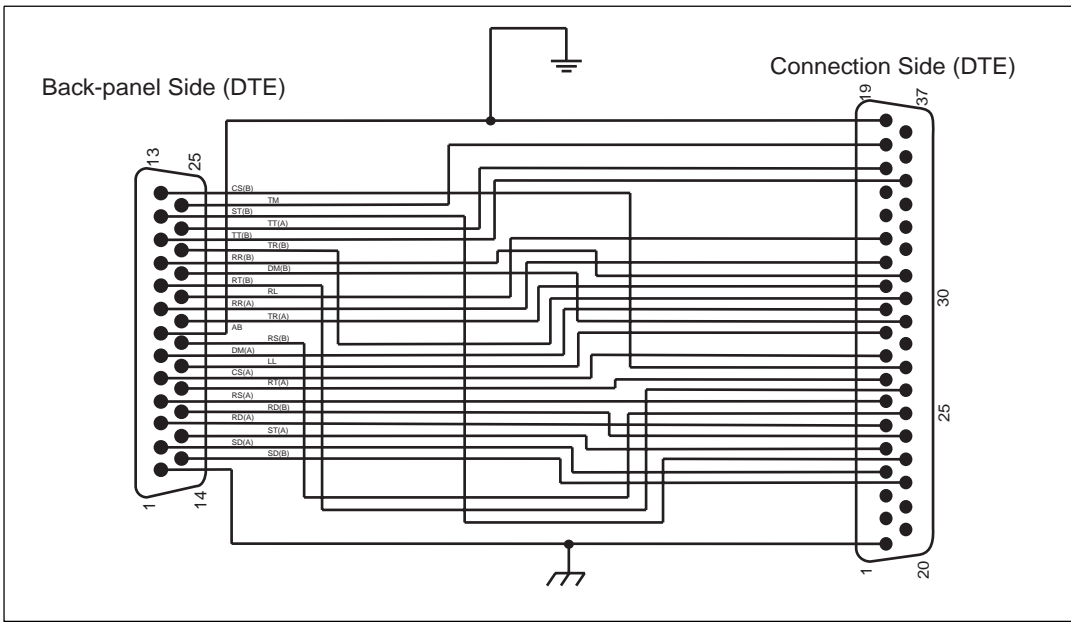 Back-panel Side (DTE)
Connection Side (DTE)
19
37
13
25
CS(B)
TM
ST(B)
TT(A)
TT(B)
TR(B)
RR(B)
DM(B)
RT(B)
RL
RR(A)
TR(A)
AB
RS(B)
DM(A)
LL
CS(A)
RT(A)
RS(A)
RD(B)
RD(A)
ST(A)
SD(A)
SD(B)
30
25
1
14
1
20